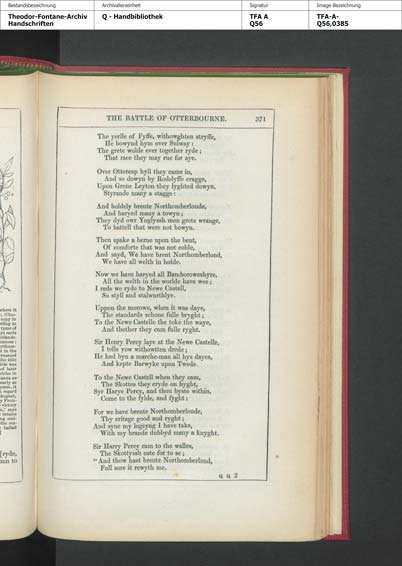 Bestandsbezeichnung
Archivalieneinheit
Signatur
Image-Bezeichnung
Theodor-Fontane-Archiv
Handschriften
Q - Handbibliothek
TFA A
Q56
TFA-A-
Q56,0385
THE BATTLE OF OTTERBOURNE. 371
The yerlle of Fyffe, withowghten stryffe,
He bowynd hym over Sulway:
The grete wolde ever together ryde;
That race they may rue for aye.
Over Ottercap hyll they came in,
And so dowyn by Rodelyffe cragge,
Upon Grene Leyton they lyghted dowyn,
Styrande many a stagge:
And boldely brente Northomberlonde,
And haryed many a towyn;
They dyd owr Ynglyssh men grete wrange,
To battell that were not bowyn.
Then spake a berne upon the bent,
Of comforte that was not colde,
And sayd, We have brent Northomberlond,
We have all welth in holde.
Now we have haryed all Bamboroweshyre,
All the welth in the worlde have wee;
I rede we ryde to Newe Castell,
So styll and stalwurthlye.
Uppon the morowe, when it was daye,
The standards schone fulle bryght;
To the Newe Castelle the toke the waye,
And thether they cam fulle ryght.
Sir Henry Percy laye at the Newe Castelle,
I telle yow withowtten drede;
He had byn a marche-man all hys dayes,
And kepte Barwyke upon Twede.
To the Newe Castell when they cam,
The Skottes they cryde on hyght,
Syr Harye Percy, and thou byste within,
Come to the fylde, and fyght:
For we have brente Northomberlonde,
Thy eritage good and ryght;
And syne my logeyng I have take,
With my brande dubbyd many a knyght.
Sir Harry Percy cam to the walles,
The Skottyssh oste for to se;
"And thow hast brente Northomberlond,
Full sore it rewyth me.